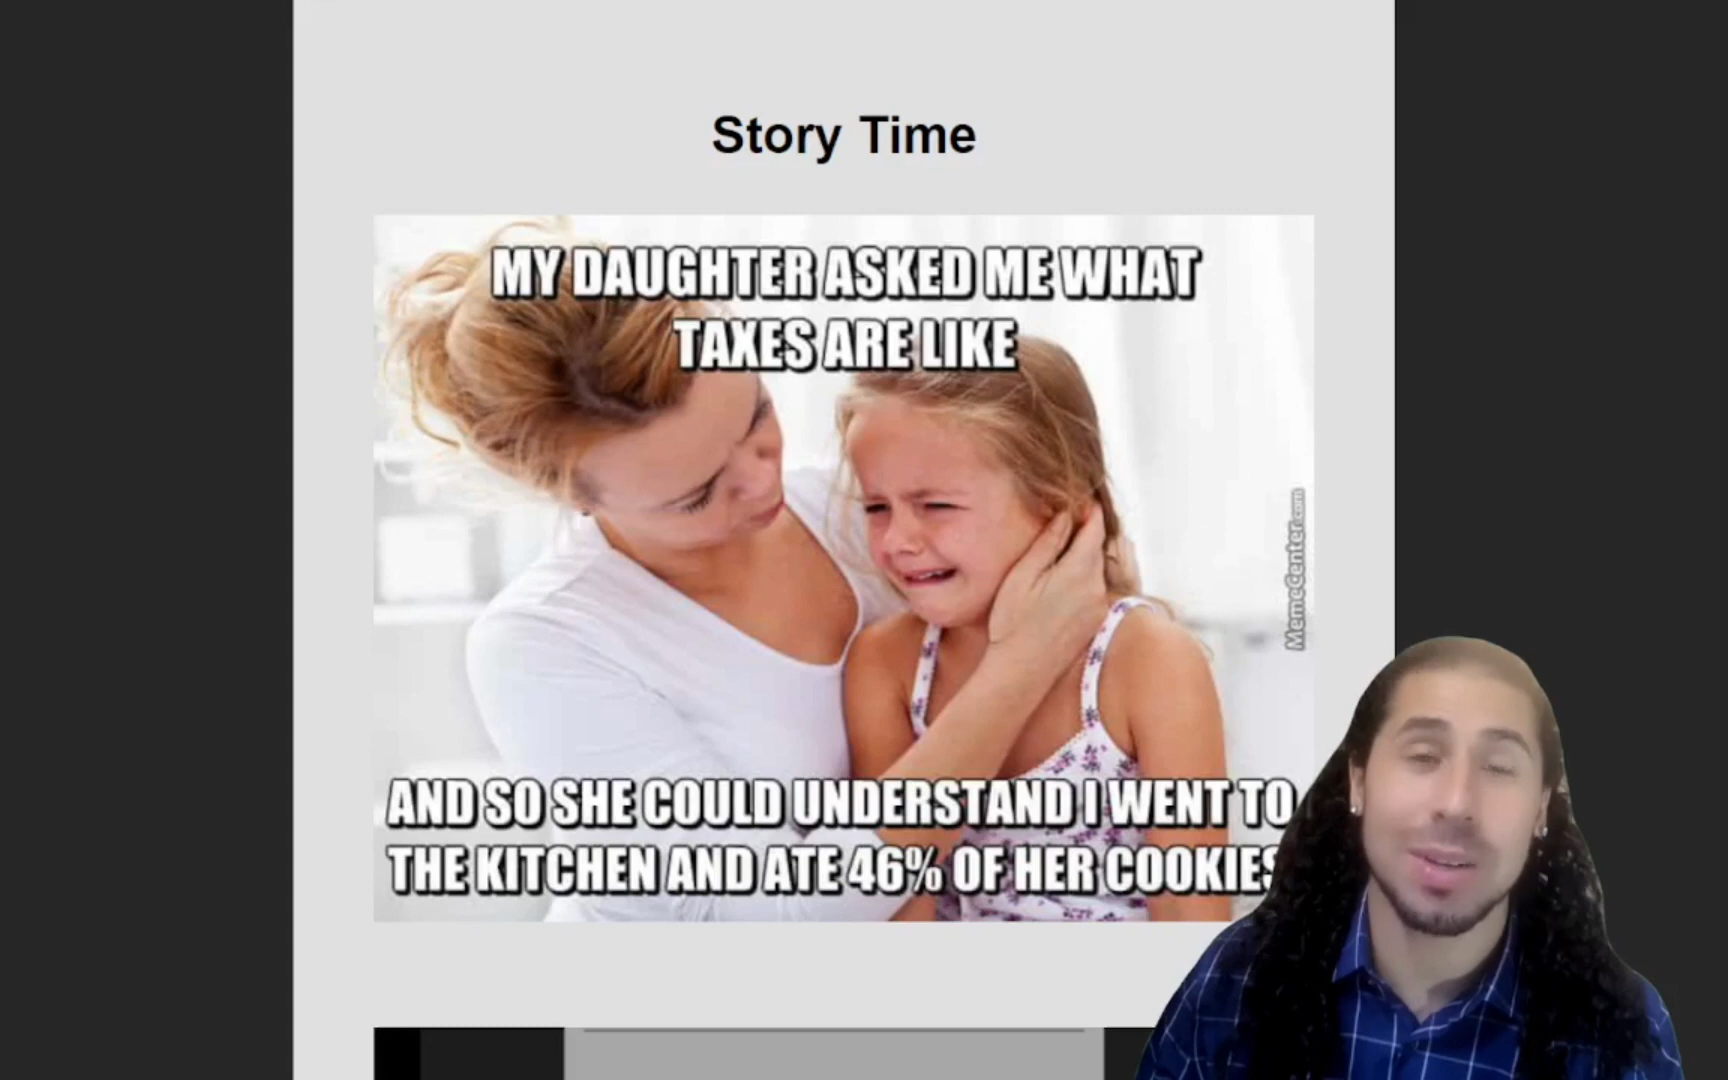 Story Time
MY DAUGHTER ASKED ME WHAT
TAXES ARE LIKE
MemeCenter.com
AND SO SHE COULD UNDERSTAND I WENT TO
THE KITCHEN AND ATE 46% OF HER COOKIES